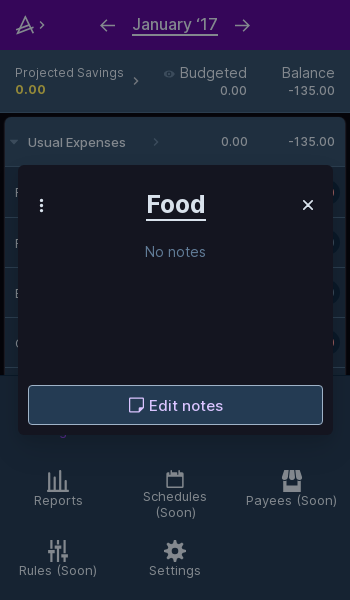 January ‘17
Projected Savings
0.00
Budgeted
0.00
Balance
-135.00
Usual Expenses
0.00
-135.00
Food
No notes
Edit notes
Reports
Schedules
(Soon)
Payees (Soon)
Rules (Soon)
Settings